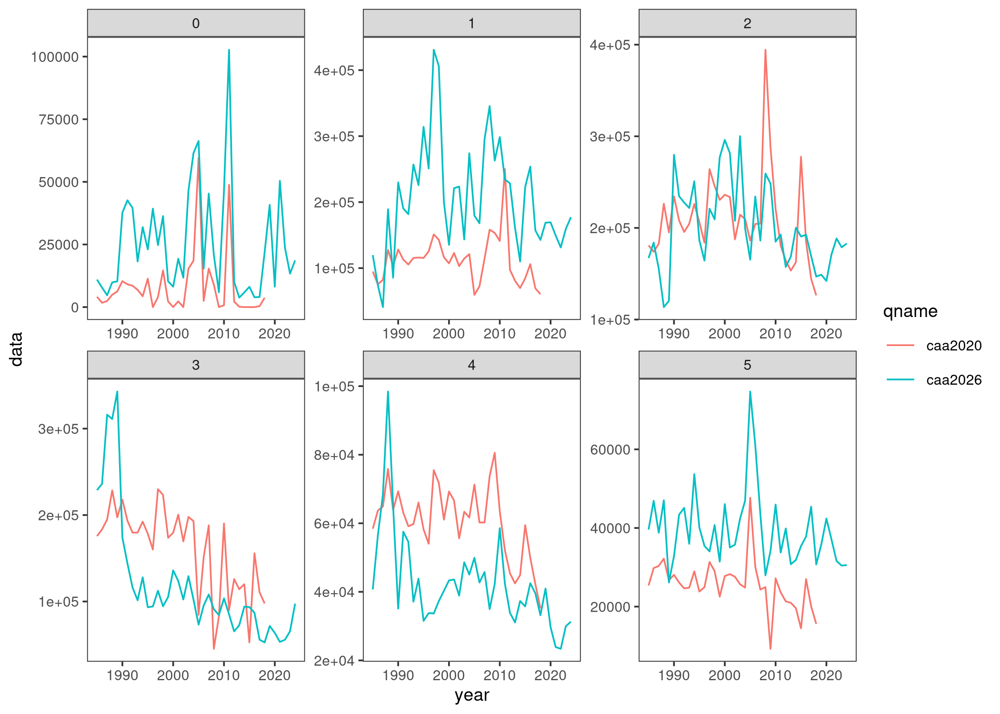 0
1
2
100000
75000
50000
25000
0
4e+05
3e+05
2e+05
1e+05
4e+05
3e+05
2e+05
1e+05
1990 2000 2010 2020
1990 2000 2010 2020
1990 2000 2010 2020
data
3
4
5
3e+05
2e+05
1e+05
1e+05
8e+04
6e+04
4e+04
2e+04
60000
40000
20000
1990 2000 2010 2020
1990 2000 2010 2020
1990 2000 2010 2020
year
qname
caa2020
caa2026